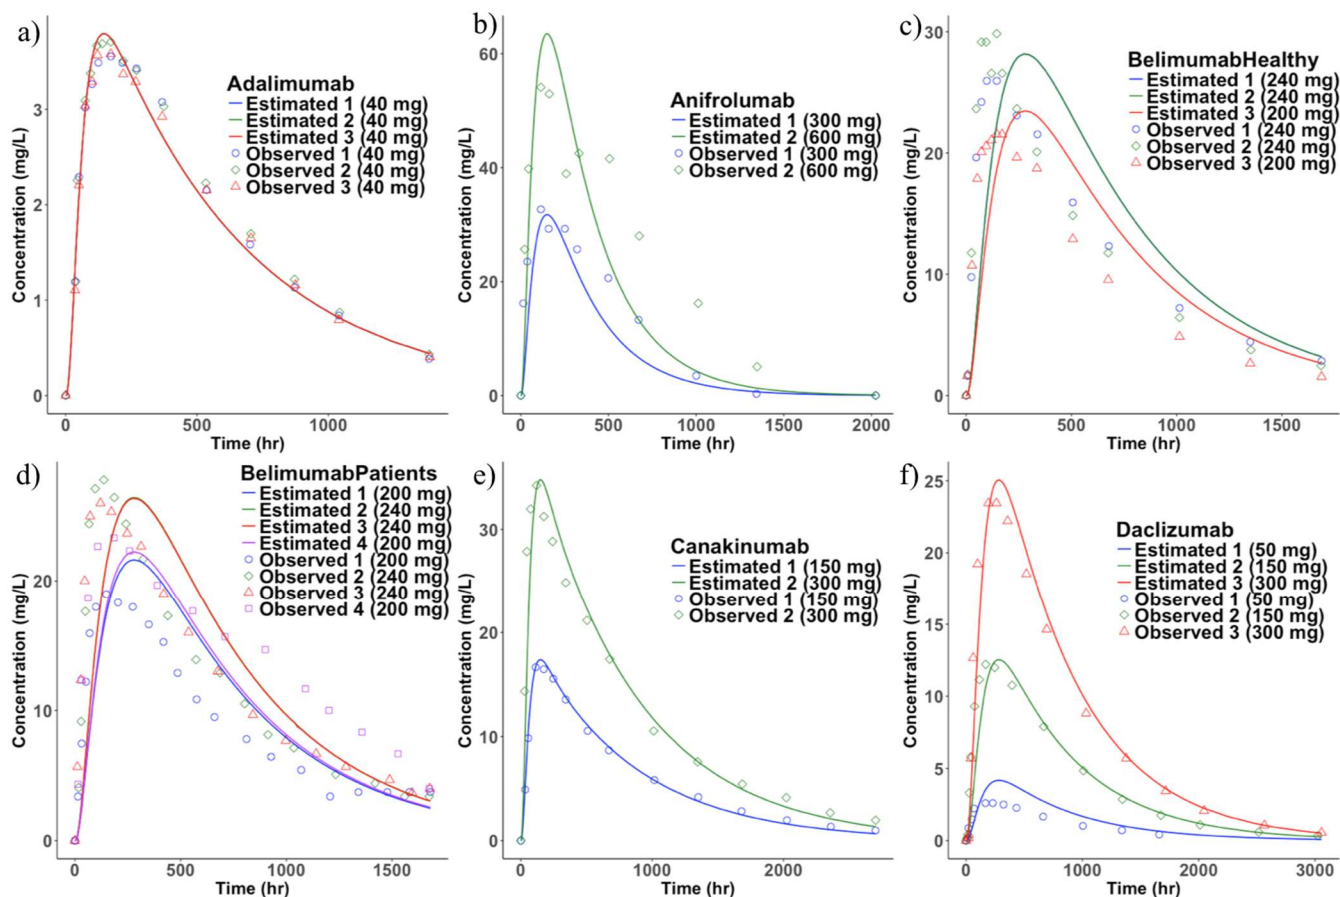 a)
Concentration (mg/L)
3
2
1
0
0 500 1000
Time (hr)
Adalimumab
Estimated 1 (40 mg)
Estimated 2 (40 mg)
Estimated 3 (40 mg)
Observed 1 (40 mg)
Observed 2 (40 mg)
Observed 3 (40 mg)
b)
Concentration (mg/L)
60
40
20
0
0 500 1000 1500 2000
Time (hr)
Anifrolumab
Estimated 1 (300 mg)
Estimated 2 (600 mg)
Observed 1 (300 mg)
Observed 2 (600 mg)
c)
Concentration (mg/L)
30
20
10
0
0 500 1000 1500
Time (hr)
BelimumabHealthy
Estimated 1 (240 mg)
Estimated 2 (240 mg)
Estimated 3 (200 mg)
Observed 1 (240 mg)
Observed 2 (240 mg)
Observed 3 (200 mg)
d)
Concentration (mg/L)
20
10
0
0 500 1000 1500
Time (hr)
BelimumabPatients
Estimated 1 (200 mg)
Estimated 2 (240 mg)
Estimated 3 (240 mg)
Estimated 4 (200 mg)
Observed 1 (200 mg)
Observed 2 (240 mg)
Observed 3 (240 mg)
Observed 4 (200 mg)
e)
Concentration (mg/L)
30
20
10
0
0 1000 2000
Time (hr)
Canakinumab
Estimated 1 (150 mg)
Estimated 2 (300 mg)
Observed 1 (150 mg)
Observed 2 (300 mg)
f)
Concentration (mg/L)
25
20
15
10
5
0
0 1000 2000 3000
Time (hr)
Daclizumab
Estimated 1 (50 mg)
Estimated 2 (150 mg)
Estimated 3 (300 mg)
Observed 1 (50 mg)
Observed 2 (150 mg)
Observed 3 (300 mg)